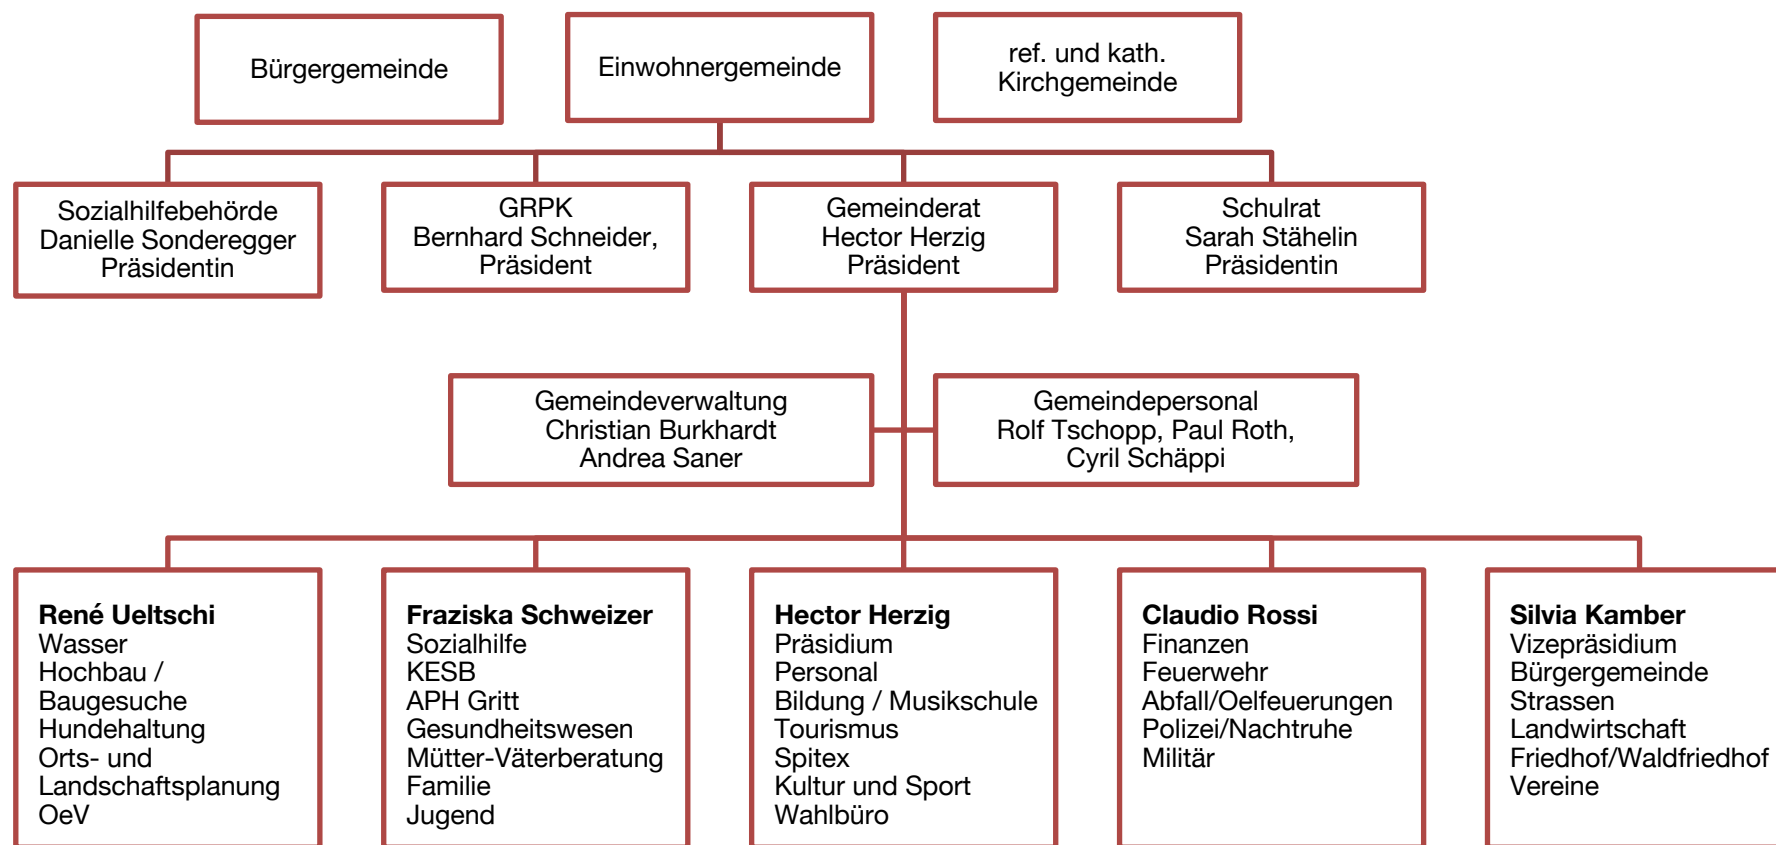 Bürgergemeinde
Einwohnergemeinde
ref. und kath.
Kirchgemeinde
Sozialhilfebehörde
Danielle Sonderegger
Präsidentin
GRPK
Bernhard Schneider,
Präsident
Gemeinderat
Hector Herzig
Präsident
Schulrat
Sarah Stähelin
Präsidentin
Gemeindeverwaltung
Christian Burkhardt
Andrea Saner
Gemeindepersonal
Rolf Tschopp, Paul Roth,
Cyril Schäppi
René Ueltschi
Wasser
Hochbau /
Baugesuche
Hundehaltung
Orts- und
Landschaftsplanung
OeV
Fraziska Schweizer
Sozialhilfe
KESB
APH Gritt
Gesundheitswesen
Mütter-Väterberatung
Familie
Jugend
Hector Herzig
Präsidium
Personal
Bildung / Musikschule
Tourismus
Spitex
Kultur und Sport
Wahlbüro
Claudio Rossi
Finanzen
Feuerwehr
Abfall/Oelfeuerungen
Polizei/Nachtruhe
Militär
Silvia Kamber
Vizepräsidium
Bürgergemeinde
Strassen
Landwirtschaft
Friedhof/Waldfriedhof
Vereine